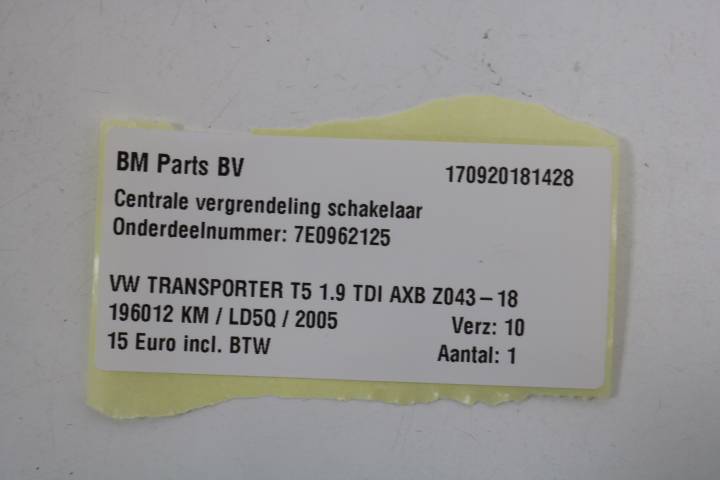 BM Parts BV 170920181428
Centrale vergrendeling schakelaar
Onderdeelnummer: 7E0962125
VW TRANSPORTER T5 1.9 TDI AXB Z043-18
196012 KM / LD5Q / 2005 Verz: 10
15 Euro incl. BTW Aantal: 1